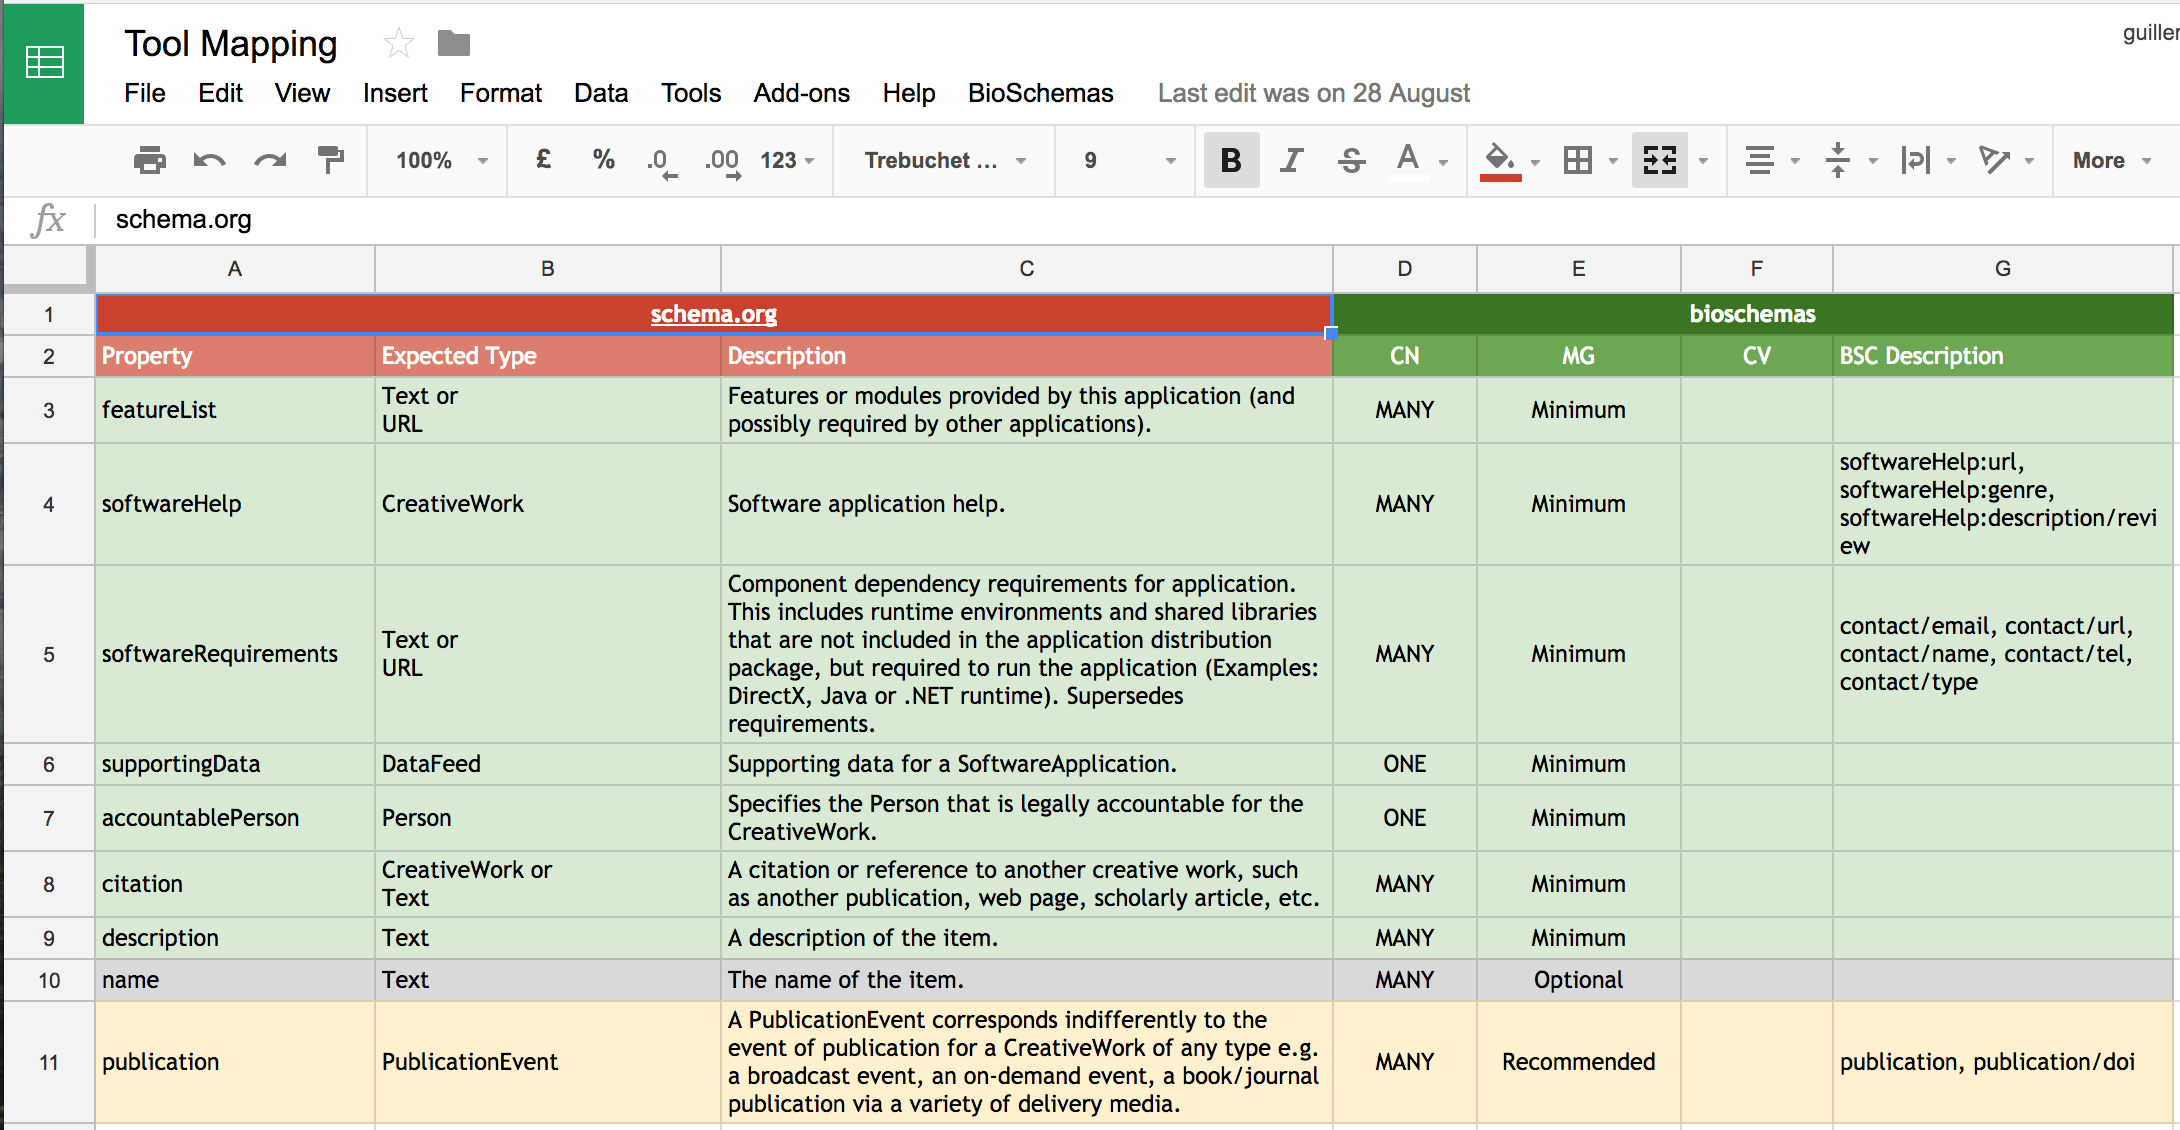 Tool Mapping
guiller
File Edit View Insert Format Data Tools Add-ons Help BioSchemas Last edit was on 28 August
100% £ % .0 .00 123 Trebuchet ... 9 B I S A More
fx schema.org
A B C D E F G
1 schema.org bioschemas
2 Property Expected Type Description CN MG CV BSC Description
3 featureList
Text or
URL
Features or modules provided by this application (and
possibly required by other applications).
MANY Minimum
4 softwareHelp CreativeWork Software application help. MANY Minimum
softwareHelp:url,
softwareHelp:genre,
softwareHelp:description/revi
ew
5 softwareRequirements
Text or
URL
Component dependency requirements for application.
This includes runtime environments and shared libraries
that are not included in the application distribution
package, but required to run the application (Examples:
DirectX, Java or .NET runtime). Supersedes
requirements.
MANY Minimum
contact/email, contact/url,
contact/name, contact/tel,
contact/type
6 supportingData DataFeed Supporting data for a SoftwareApplication. ONE Minimum
7 accountablePerson Person
Specifies the Person that is legally accountable for the
CreativeWork.
ONE Minimum
8 citation
CreativeWork or
Text
A citation or reference to another creative work, such
as another publication, web page, scholarly article, etc.
MANY Minimum
9 description Text A description of the item. MANY Minimum
10 name Text The name of the item. MANY Optional
11 publication PublicationEvent
A PublicationEvent corresponds indifferently to the
event of publication for a CreativeWork of any type e.g.
a broadcast event, an on-demand event, a book/journal
publication via a variety of delivery media.
MANY Recommended publication, publication/doi